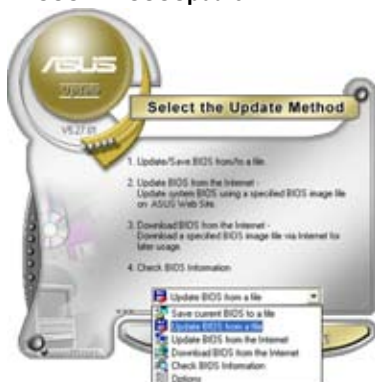 ASUS
Update
V5.27.01
Select the Update Method
1. Update/Save BIOS from/to a file.
2. Update BIOS from the Internet -
Update system BIOS using a specified BIOS image file
on ASUS Web Site.
3. Download BIOS from the Internet -
Download a specified BIOS image file via Internet for
later usage.
4. Check BIOS Information
Update BIOS from a file
Save current BIOS to a file
Update BIOS from a file
Update BIOS from the Internet
Download BIOS from the Internet
Check BIOS Information
Options